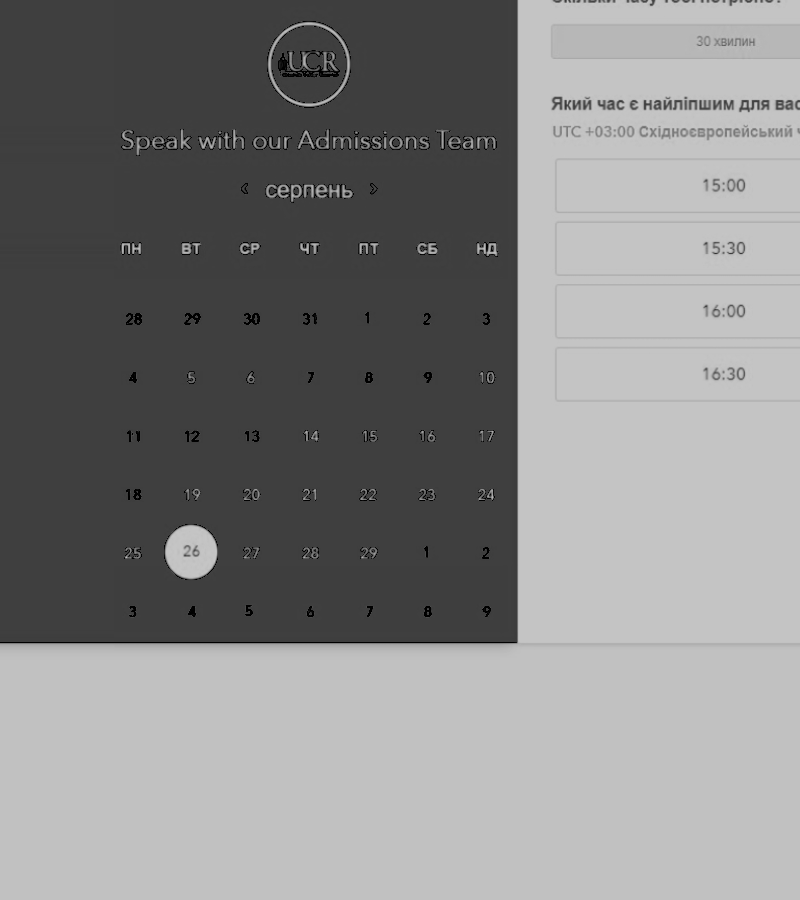 UCR
Speak with our Admissions Team
серпень
ПН ВТ СР ЧТ ПТ СБ НД
28 29 30 31 1 2 3
4 5 6 7 8 9 10
11 12 13 14 15 16 17
18 19 20 21 22 23 24
25 26 27 28 29 1 2
3 4 5 6 7 8 9
30 хвилин
Який час є найліпшим для вас
UTC +03:00 Східноєвропейський
15:00
15:30
16:00
16:30